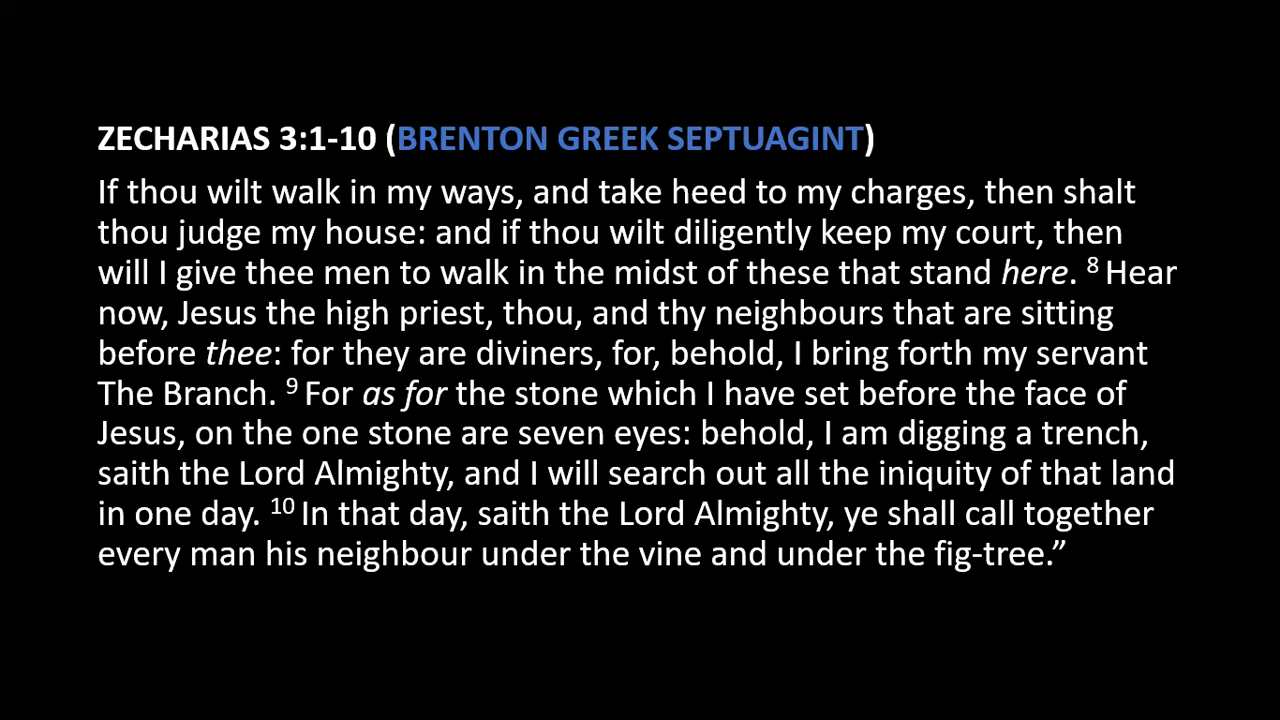 ZECHARIAS 3:1-10 (BRENTON GREEK SEPTUAGINT)
If thou wilt walk in my ways, and take heed to my charges, then shalt
thou judge my house: and if thou wilt diligently keep my court, then
will I give thee men to walk in the midst of these that stand here. 8 Hear
now, Jesus the high priest, thou, and thy neighbours that are sitting
before thee: for they are diviners, for, behold, I bring forth my servant
The Branch. 9 For as for the stone which I have set before the face of
Jesus, on the one stone are seven eyes: behold, I am digging a trench,
saith the Lord Almighty, and I will search out all the iniquity of that land
in one day. 10 In that day, saith the Lord Almighty, ye shall call together
every man his neighbour under the vine and under the fig-tree.”